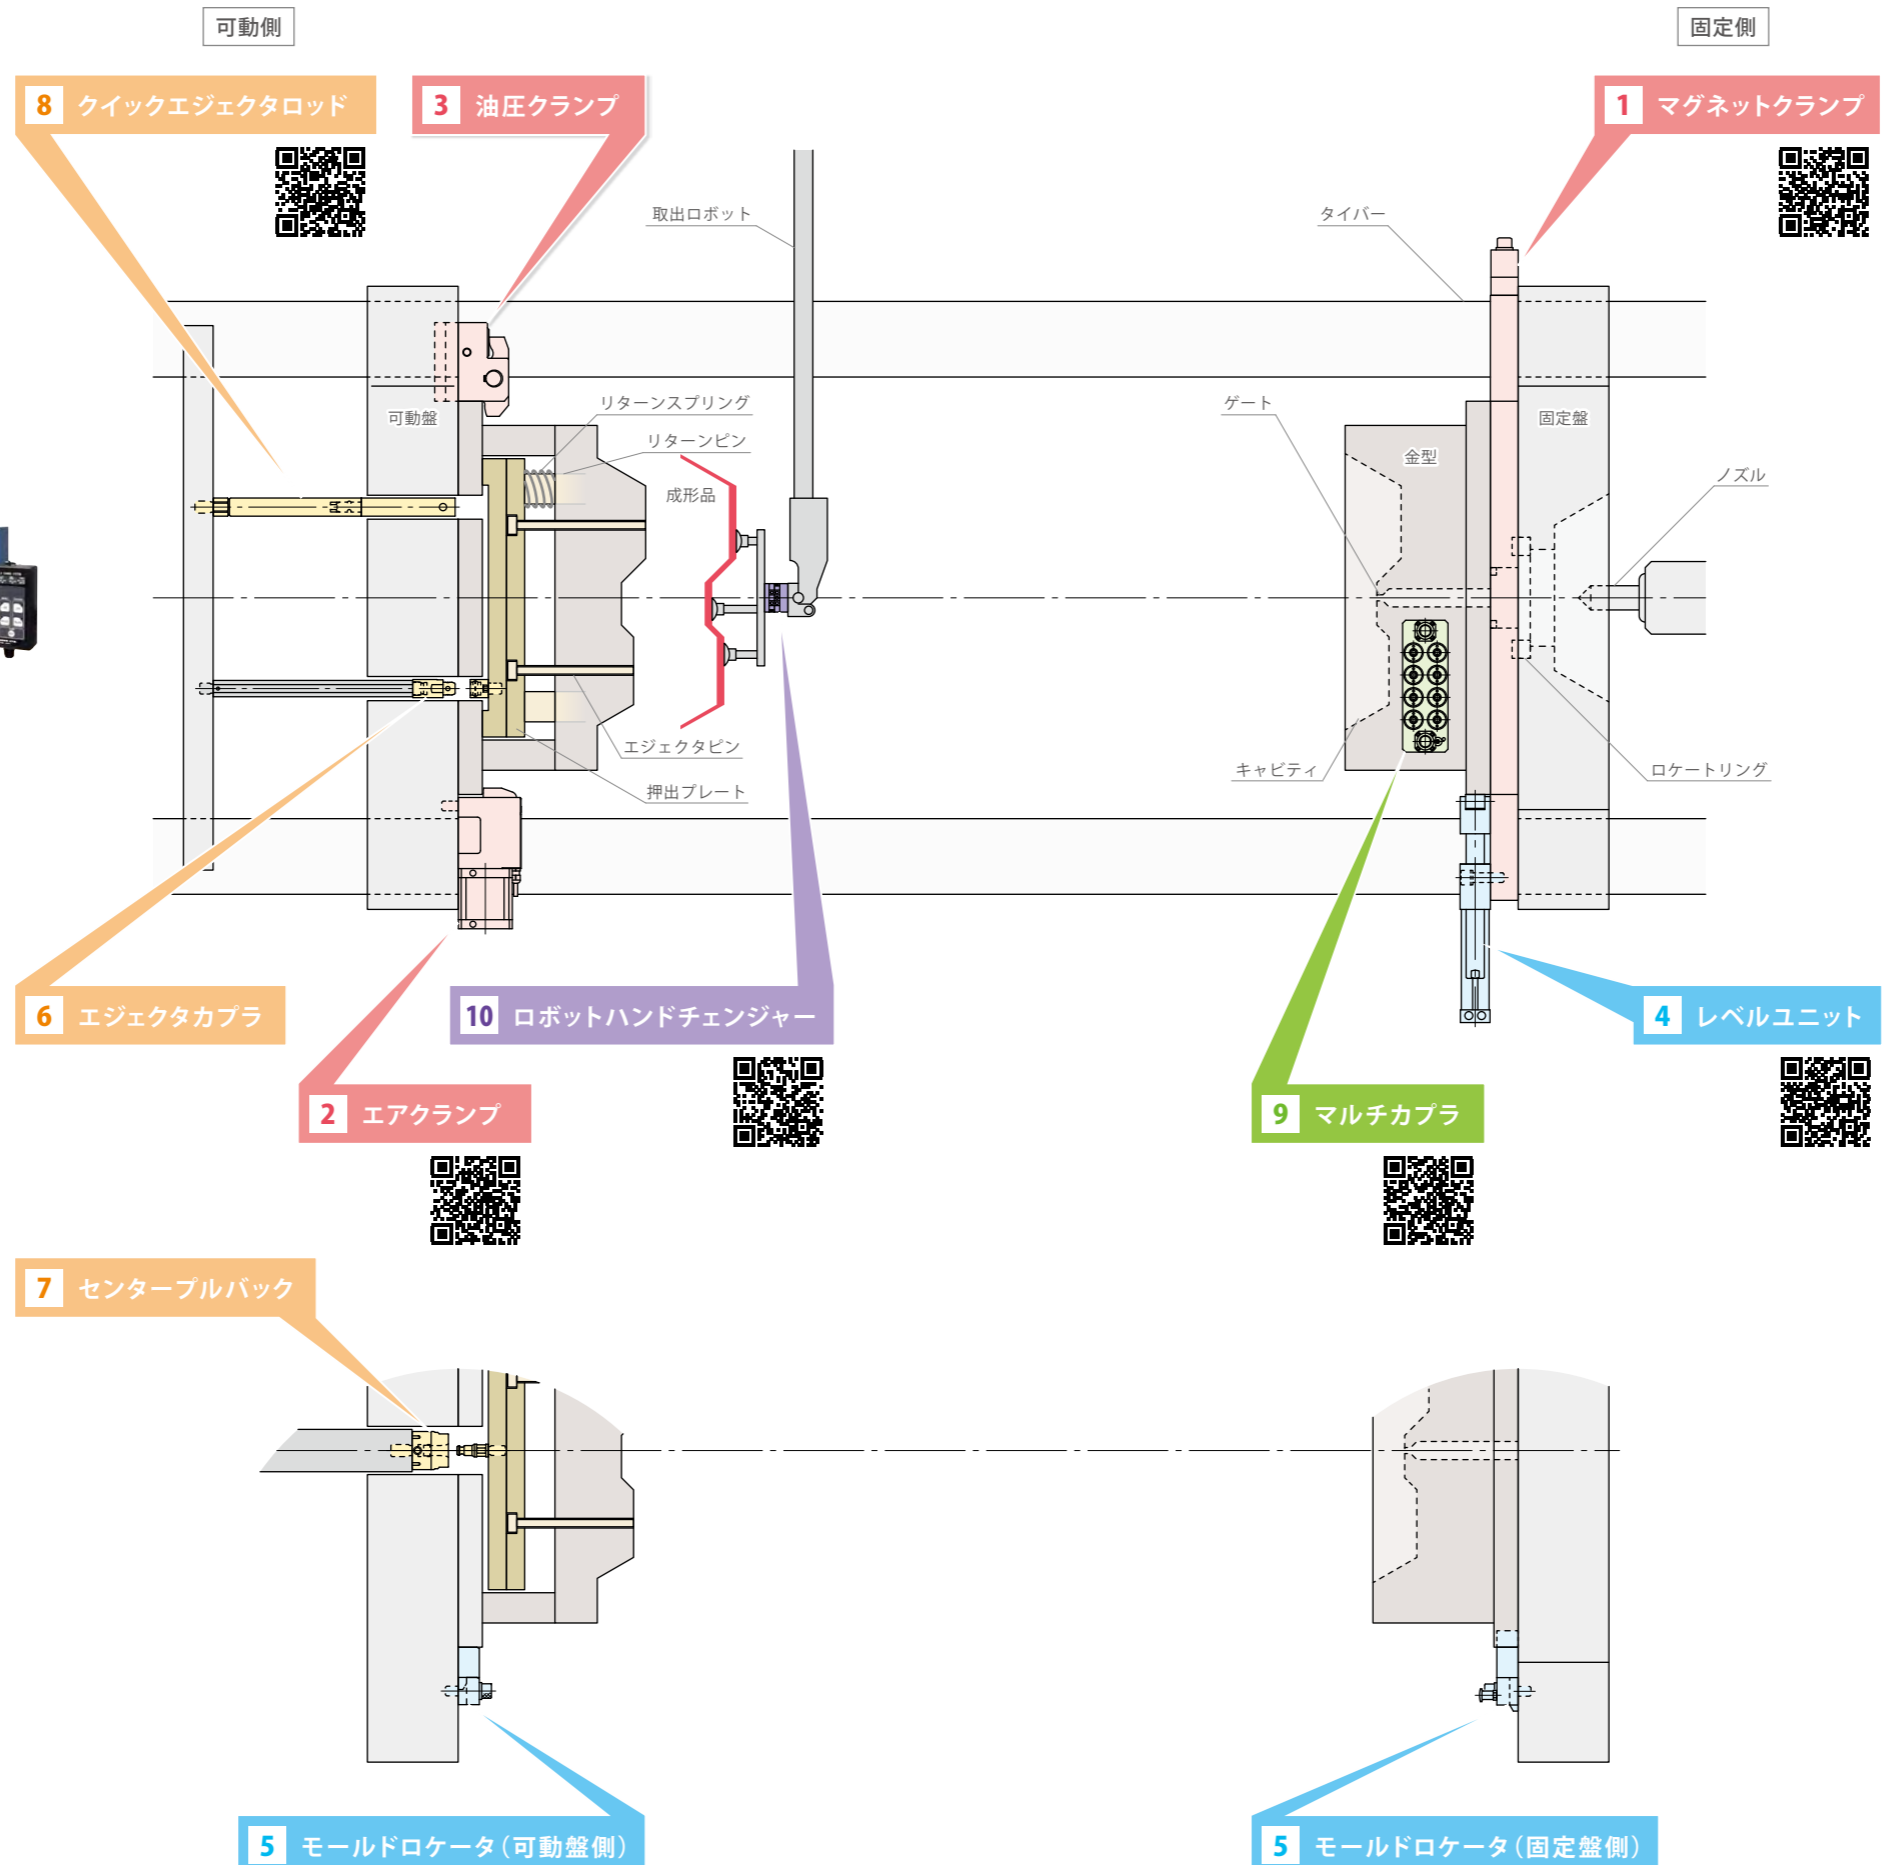 可動側
固定側
8 クイックエジェクタロッド
3 油圧クランプ
1 マグネットクランプ
取出ロボット
タイバー
可動盤
リターンスプリング
リターンピン
成形品
ゲート
金型
固定盤
ノズル
エジェクタピン
押出プレート
キャビティ
ロケートリング
6 エジェクタカプラ
10 ロボットハンドチェンジャー
4 レベルユニット
2 エアクランプ
9 マルチカプラ
7 センタープルバック
5 モールドロケータ(可動盤側)
5 モールドロケータ(固定盤側)